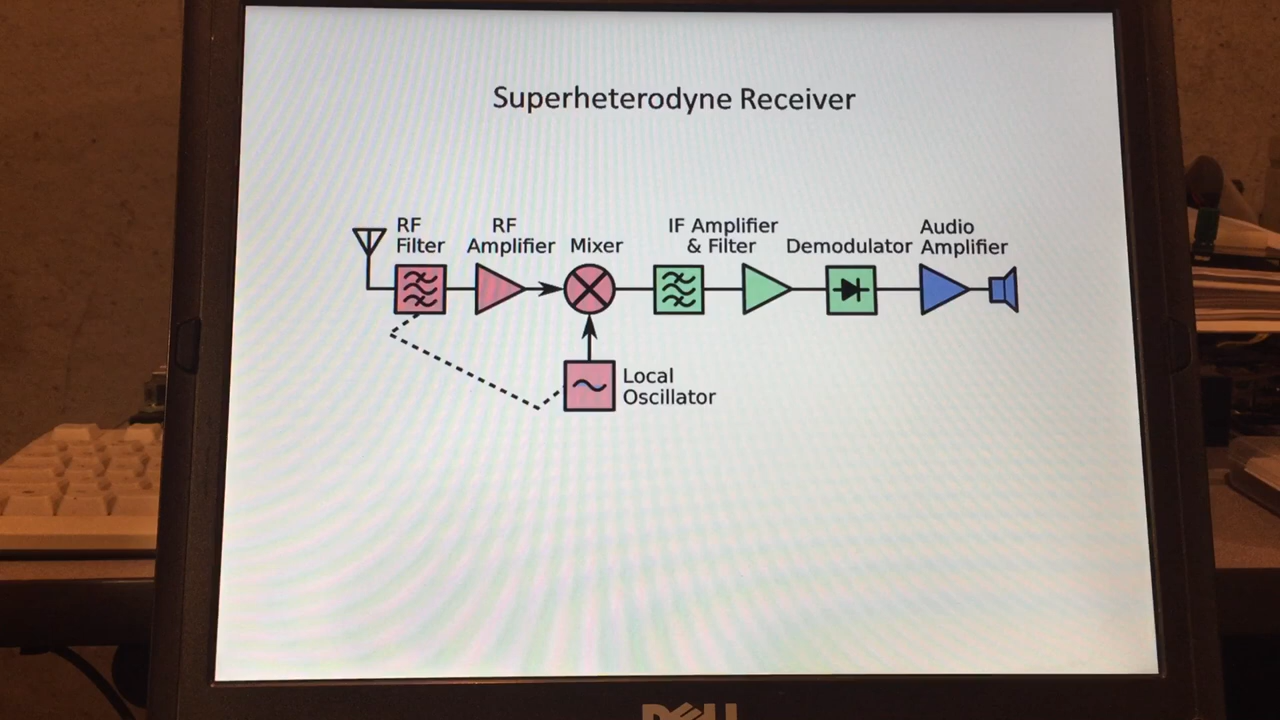 Superheterodyne Receiver
RF
Filter
RF
Amplifier
Mixer
IF Amplifier
& Filter
Demodulator
Audio
Amplifier
Local
Oscillator
DELL